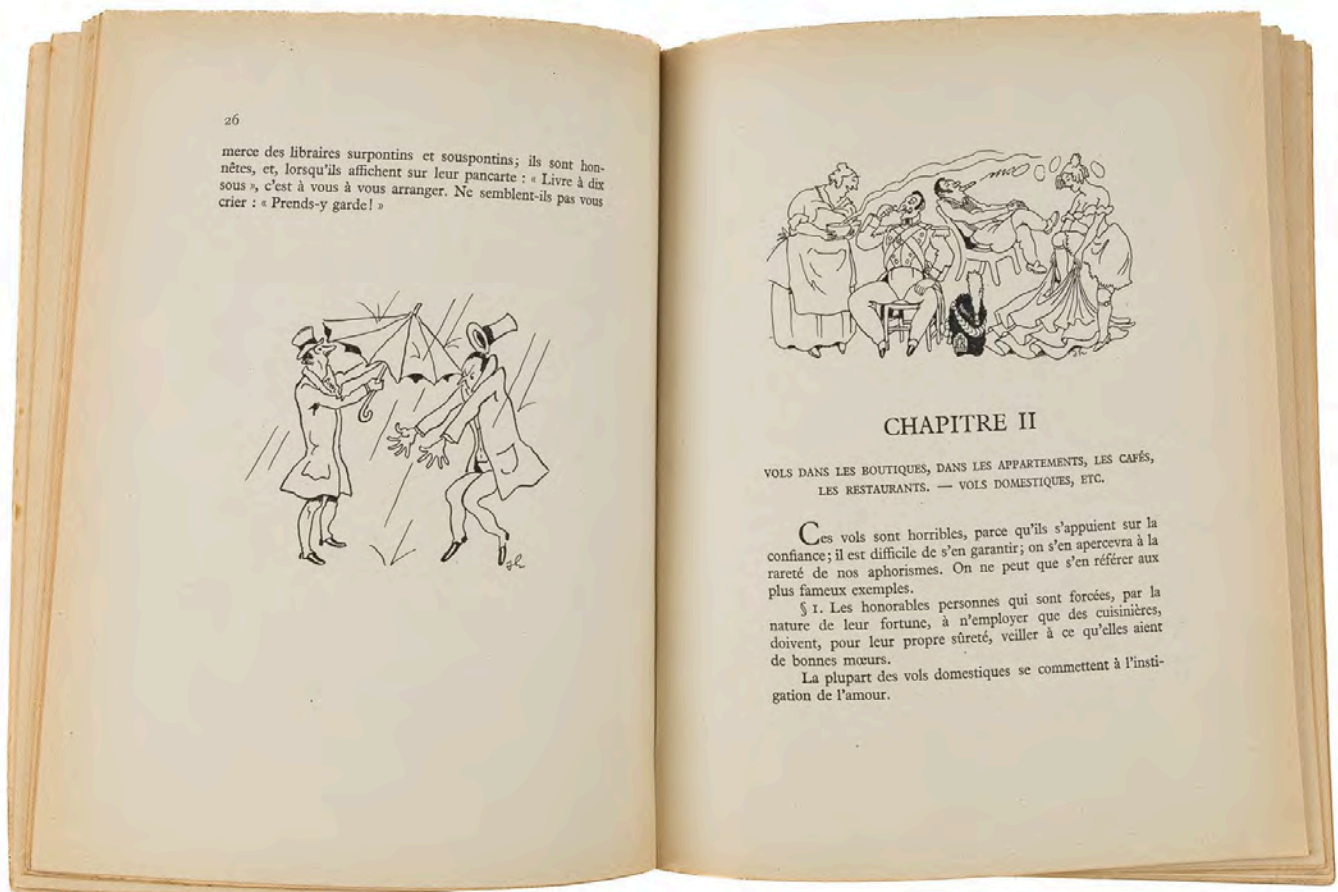 26
merce des libraires surpontins et souspontins; ils sont hon-
nêtes, et, lorsqu'ils affichent sur leur pancarte : « Livre à dix
sous », c'est à vous à vous arranger. Ne semblent-ils pas vous
crier : « Prends-y garde! »
CHAPITRE II
VOLS DANS LES BOUTIQUES, DANS LES APPARTEMENTS, LES CAFÉS,
LES RESTAURANTS. — VOLS DOMESTIQUES, ETC.
Ces vols sont horribles, parce qu'ils s'appuient sur la
confiance; il est difficile de s'en garantir; on s'en apercevra à la
rareté de nos aphorismes. On ne peut que s'en référer aux
plus fameux exemples.
§ 1. Les honorables personnes qui sont forcées, par la
nature de leur fortune, à n'employer que des cuisinières,
doivent, pour leur propre sûreté, veiller à ce qu'elles aient
de bonnes mœurs.
La plupart des vols domestiques se commettent à l'insti-
gation de l'amour.